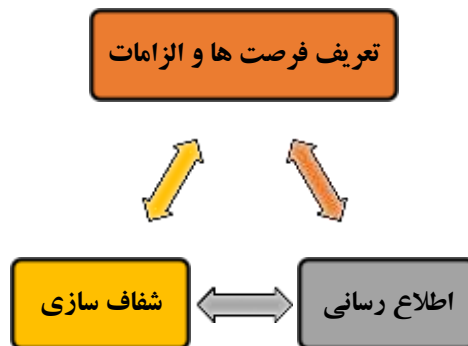 تعریف فرصت ها و الزامات
اطلاع رسانی
شفاف سازی